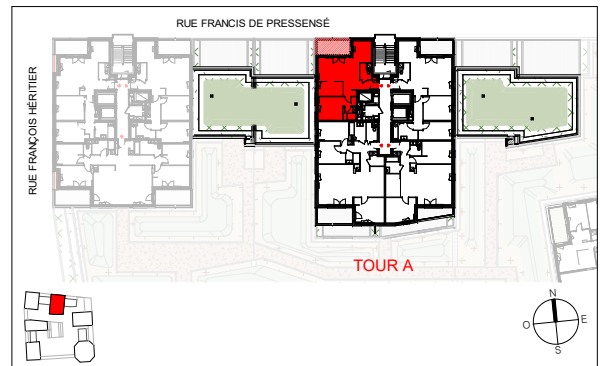 RUE FRANCIS DE PRESSENSÉ
RUE FRANÇOIS HÉRITIER
TOUR A
N
O
E
S